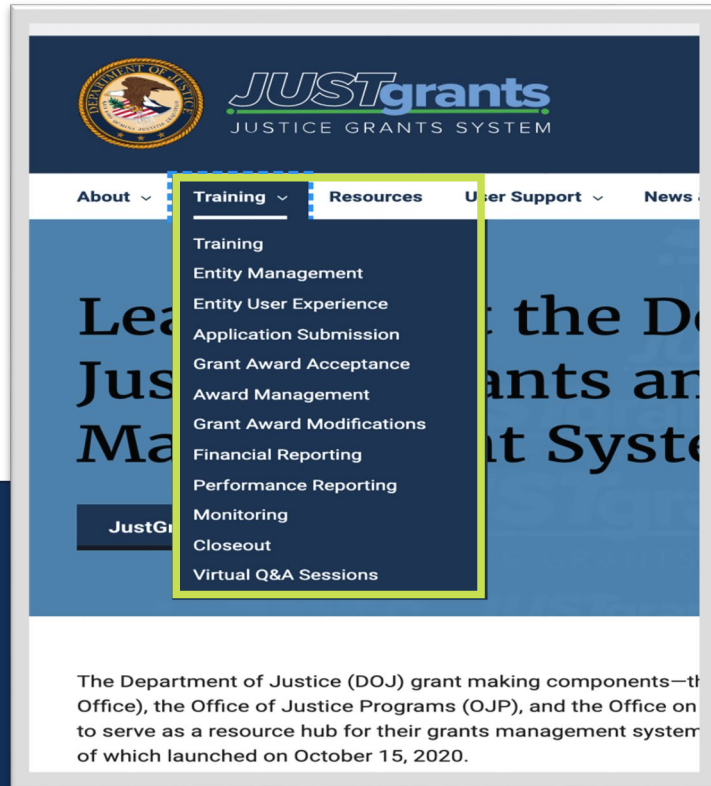 DEPARTMENT OF JUSTICE
JUSTgrants
JUSTICE GRANTS SYSTEM
About Training Resources User Support News
Training
Entity Management
Entity User Experience
Application Submission
Grant Award Acceptance
Award Management
Grant Award Modifications
Financial Reporting
Performance Reporting
Monitoring
Closeout
Virtual Q&A Sessions
Lea t the D
Jus ants an
Ma t Syst
JustG
The Department of Justice (DOJ) grant making components—th
Office), the Office of Justice Programs (OJP), and the Office on
to serve as a resource hub for their grants management system
of which launched on October 15, 2020.